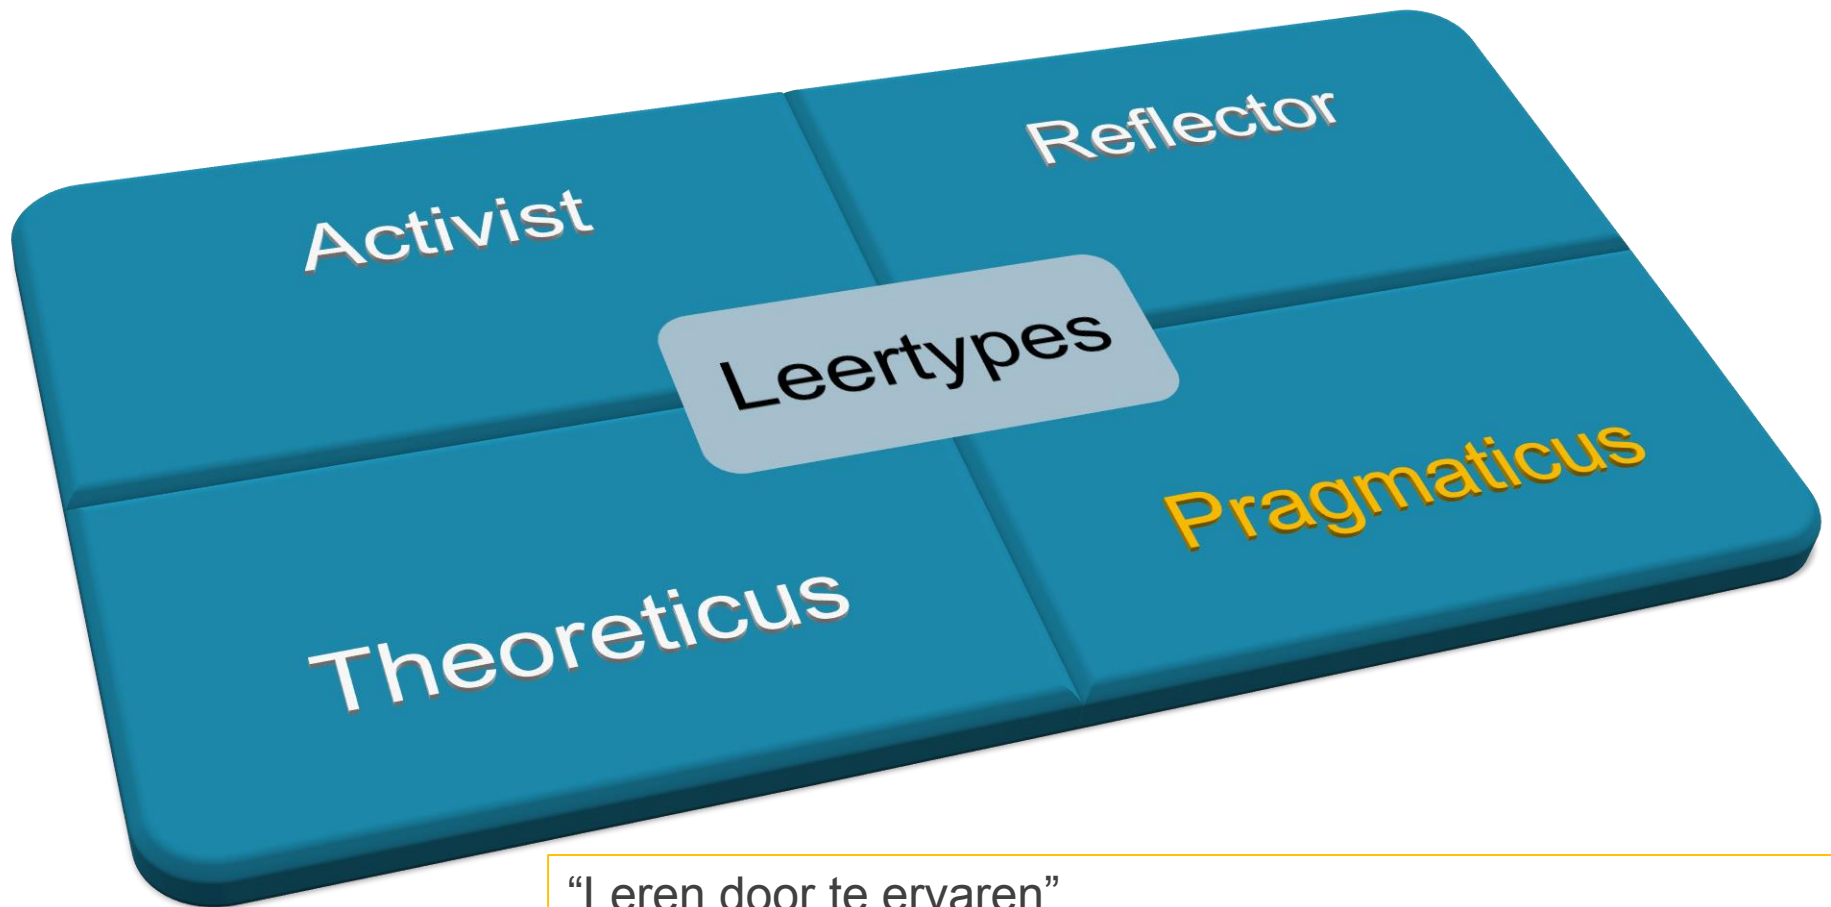 Activist
Reflector
Leertypes
Theoreticus
Pragmaticus
“Leren door te ervaren”